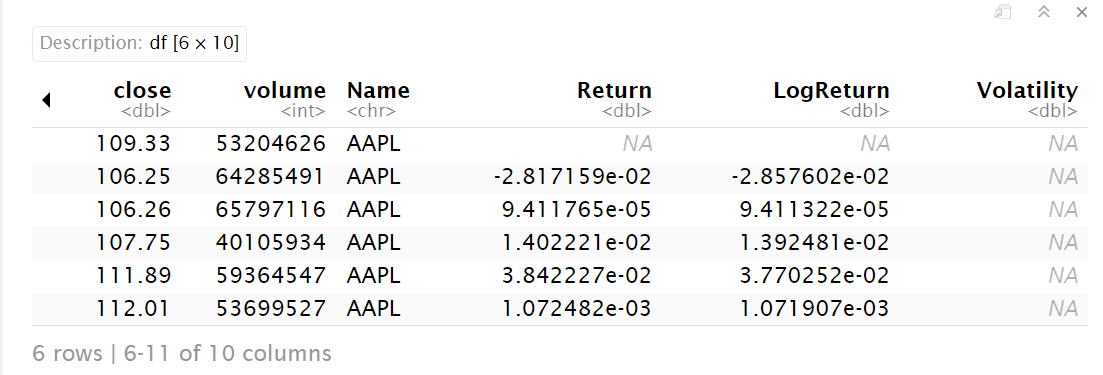 Description: df [6 × 10]
close volume Name Return LogReturn Volatility
<dbl> <int> <chr> <dbl> <dbl> <dbl>
109.33 53204626 AAPL NA NA NA
106.25 64285491 AAPL -2.817159e-02 -2.857602e-02 NA
106.26 65797116 AAPL 9.411765e-05 9.411322e-05 NA
107.75 40105934 AAPL 1.402221e-02 1.392481e-02 NA
111.89 59364547 AAPL 3.842227e-02 3.770252e-02 NA
112.01 53699527 AAPL 1.072482e-03 1.071907e-03 NA
6 rows | 6-11 of 10 columns